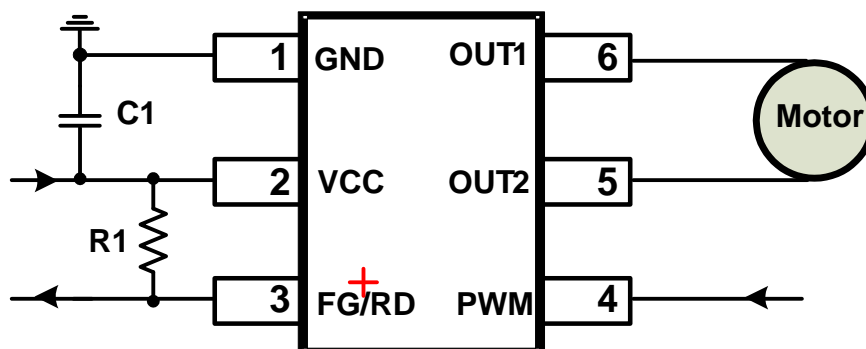 1 GND OUT1 6
C1 Motor
2 VCC OUT2 5
R1
3 FG/RD PWM 4